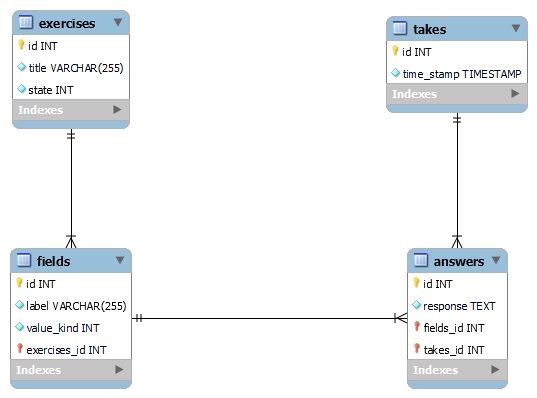 exercises
id INT
title VARCHAR(255)
state INT
Indexes
takes
id INT
time_stamp TIMESTAMP
Indexes
fields
id INT
label VARCHAR(255)
value_kind INT
exercises_id INT
Indexes
answers
id INT
response TEXT
fields_id INT
takes_id INT
Indexes